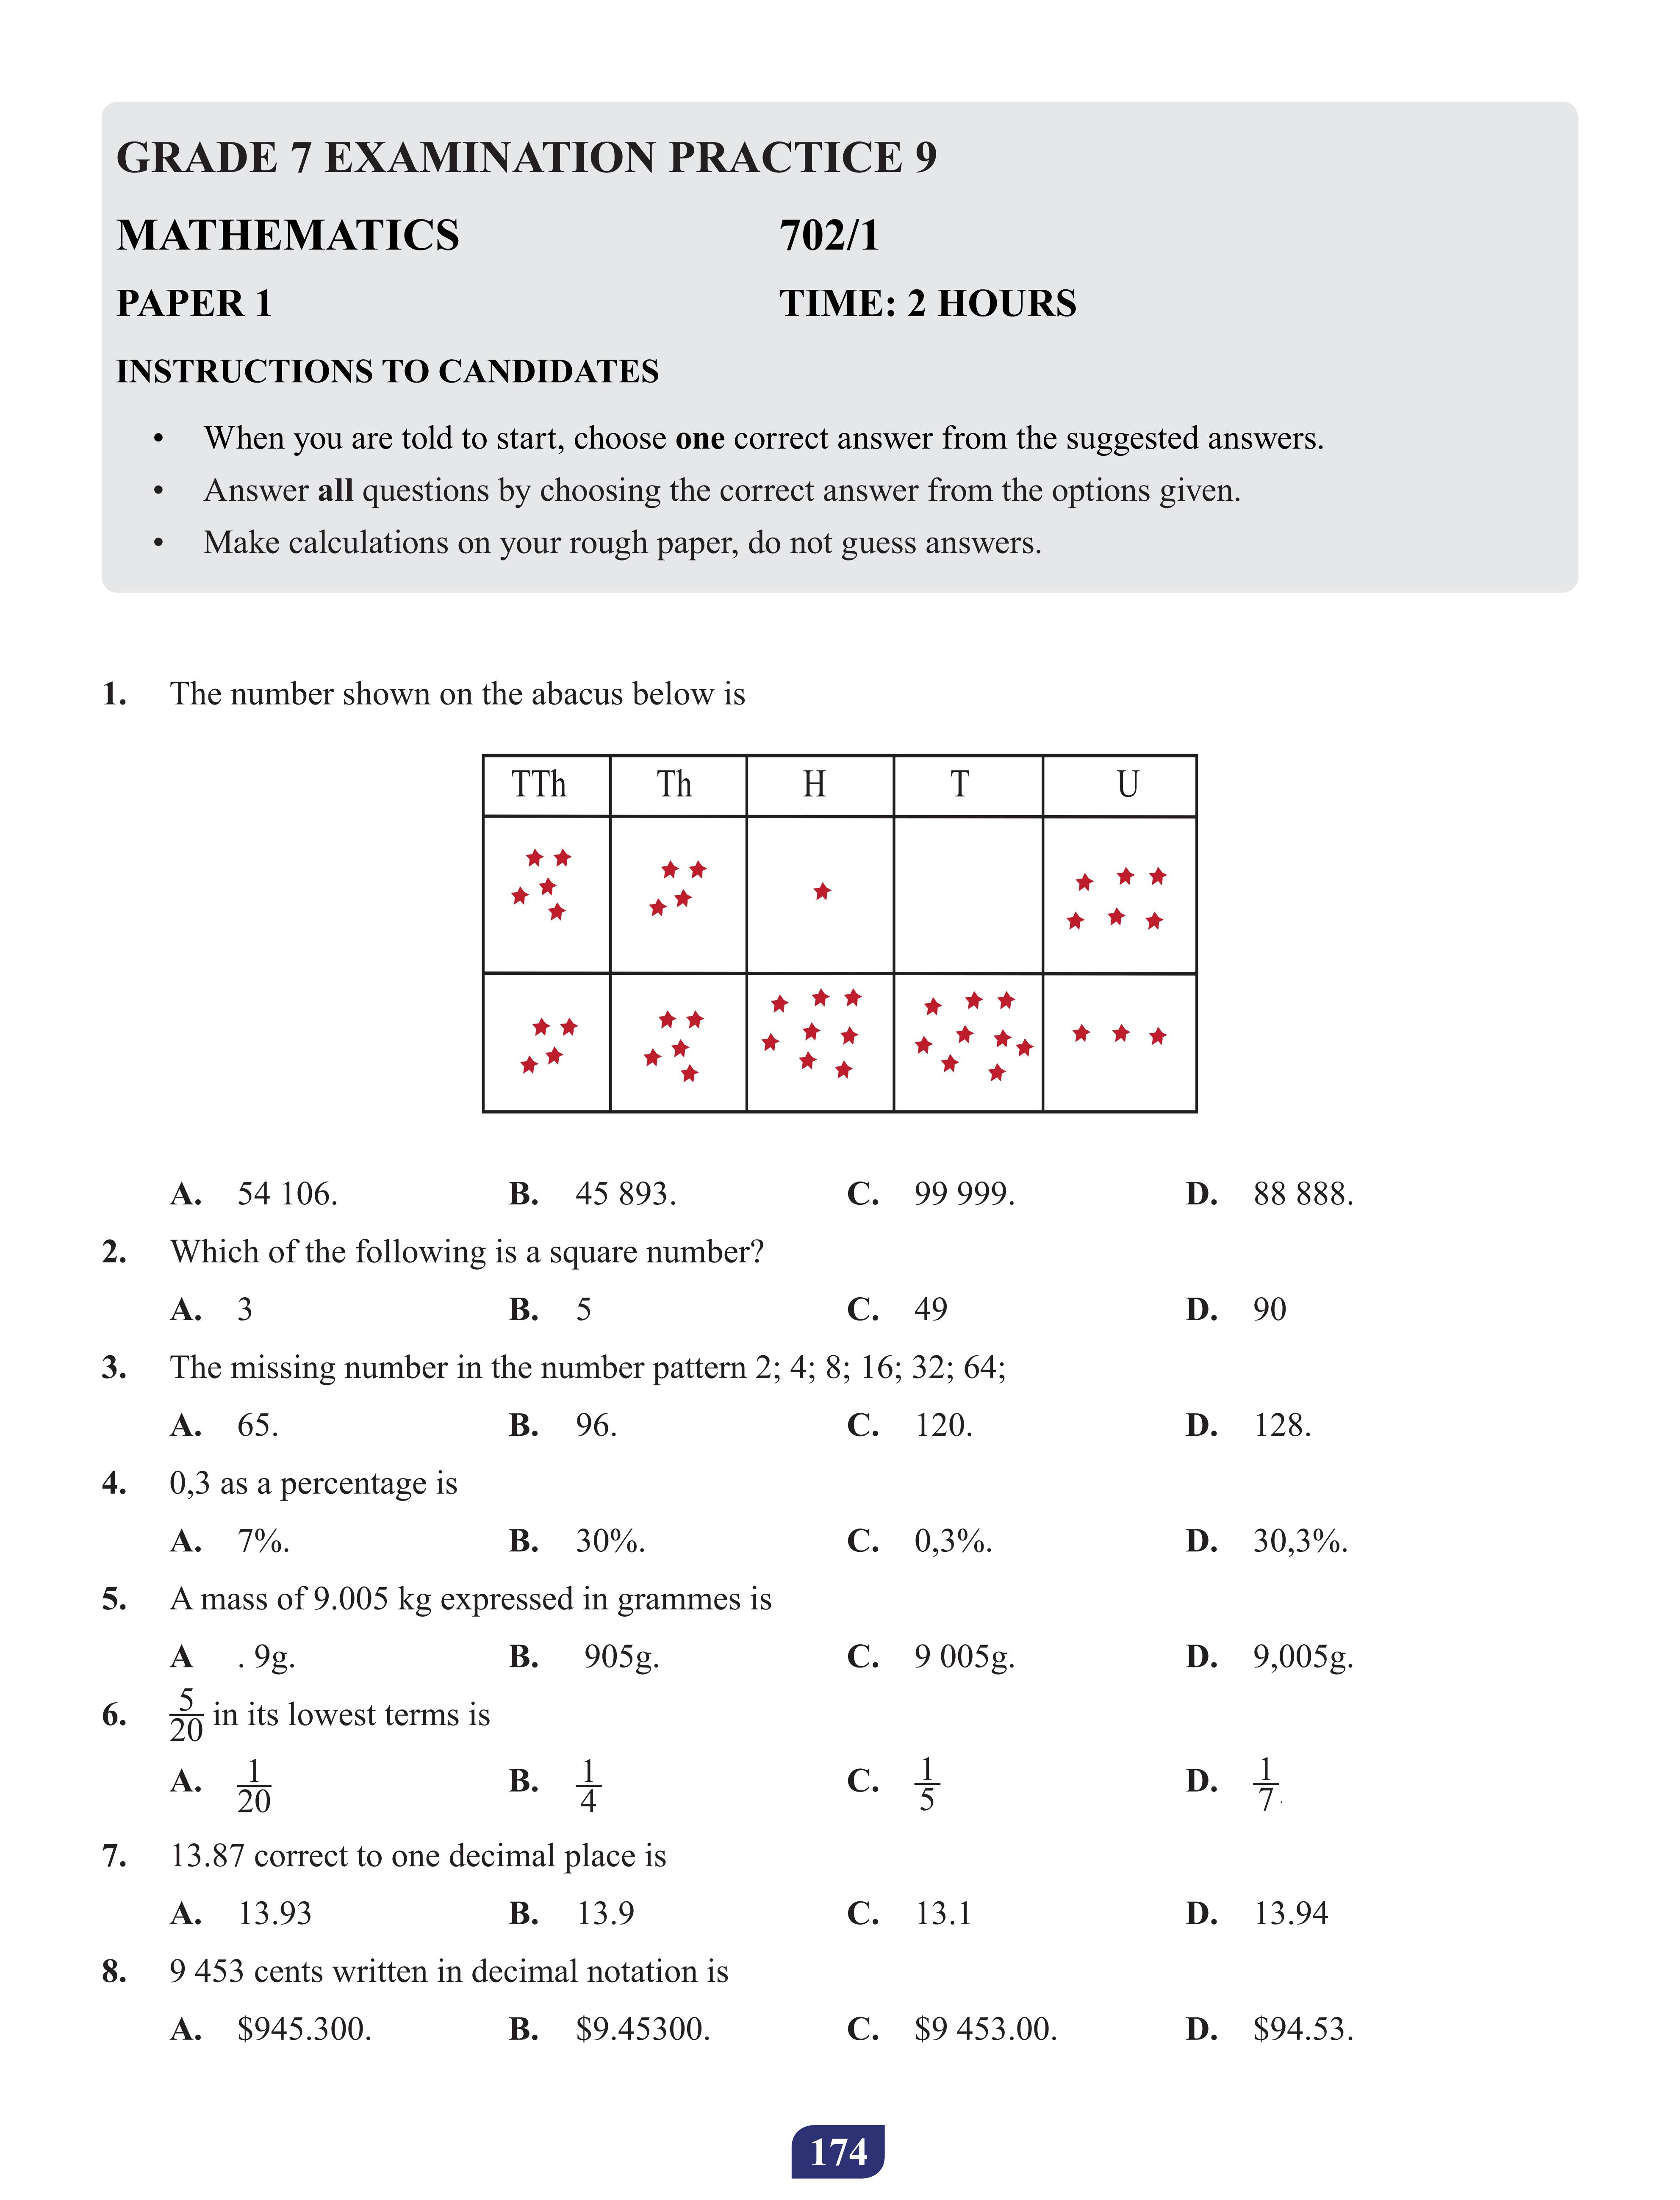 GRADE 7 EXAMINATION PRACTICE 9
MATHEMATICS 702/1
PAPER 1 TIME: 2 HOURS
INSTRUCTIONS TO CANDIDATES
• When you are told to start, choose one correct answer from the suggested answers.
• Answer all questions by choosing the correct answer from the options given.
• Make calculations on your rough paper, do not guess answers.
1. The number shown on the abacus below is
TTh Th H T U
A. 54 106. B. 45 893. C. 99 999. D. 88 888.
2. Which of the following is a square number?
A. 3 B. 5 C. 49 D. 90
3. The missing number in the number pattern 2; 4; 8; 16; 32; 64;
A. 65. B. 96. C. 120. D. 128.
4. 0,3 as a percentage is
A. 7%. B. 30%. C. 0,3%. D. 30,3%.
5. A mass of 9.005 kg expressed in grammes is
A . 9g. B. 905g. C. 9 005g. D. 9,005g.
6. 5/20 in its lowest terms is
A. 1/20 B. 1/4 C. 1/5 D. 1/7.
7. 13.87 correct to one decimal place is
A. 13.93 B. 13.9 C. 13.1 D. 13.94
8. 9 453 cents written in decimal notation is
A. $945.300. B. $9.45300. C. $9 453.00. D. $94.53.
174